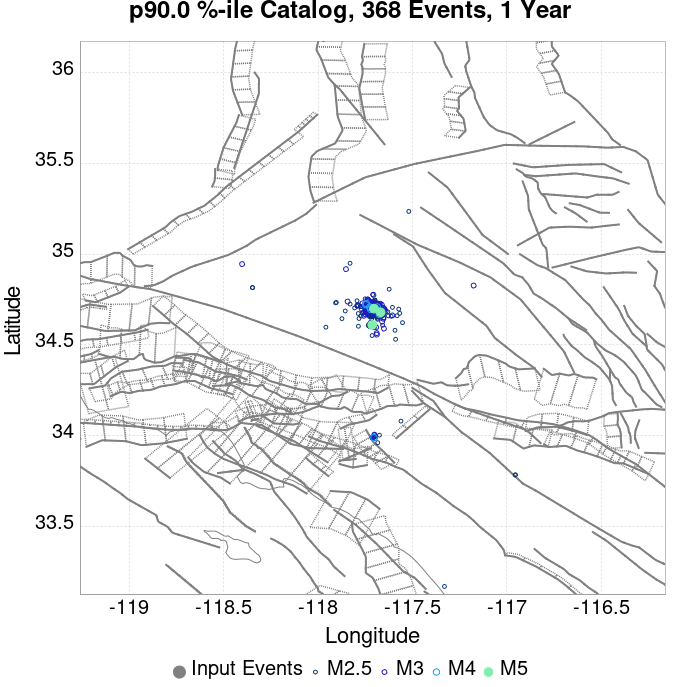 p90.0 %-ile Catalog, 368 Events, 1 Year
36
35.5
35
34.5
34
33.5
Latitude
-119
-118.5
-118
-117.5
-117
-116.5
Longitude
Input Events
M2.5
M3
M4
M5